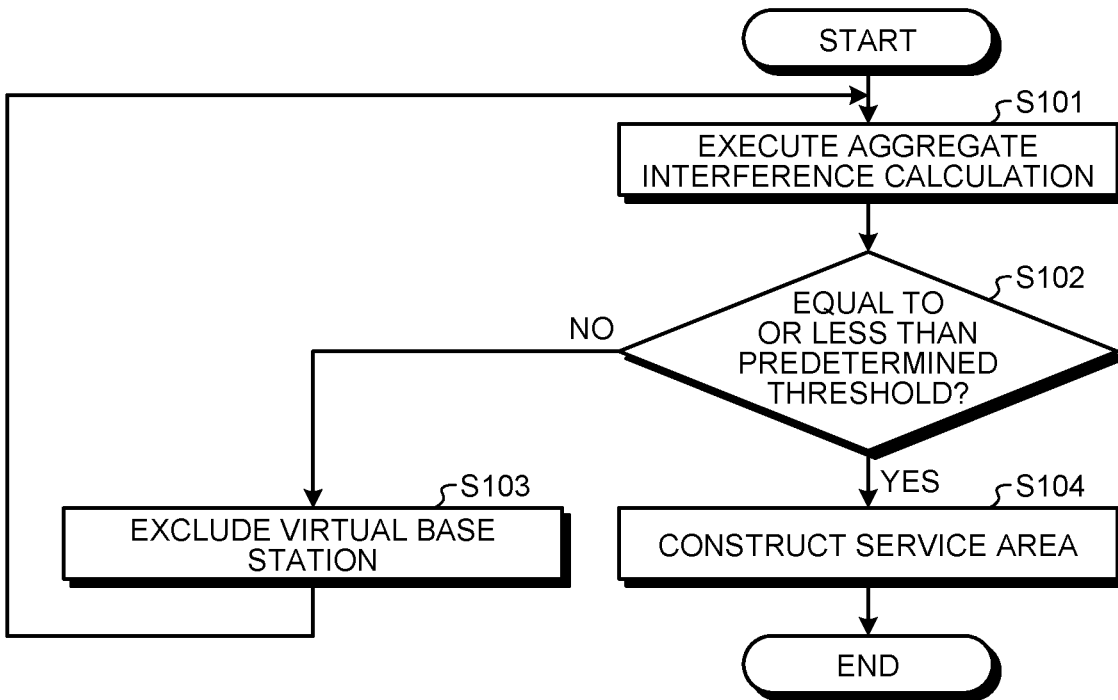 START
S101
EXECUTE AGGREGATE
INTERFERENCE CALCULATION
S102
EQUAL TO
OR LESS THAN
PREDETERMINED
THRESHOLD?
NO
YES
S103
EXCLUDE VIRTUAL BASE
STATION
S104
CONSTRUCT SERVICE AREA
END